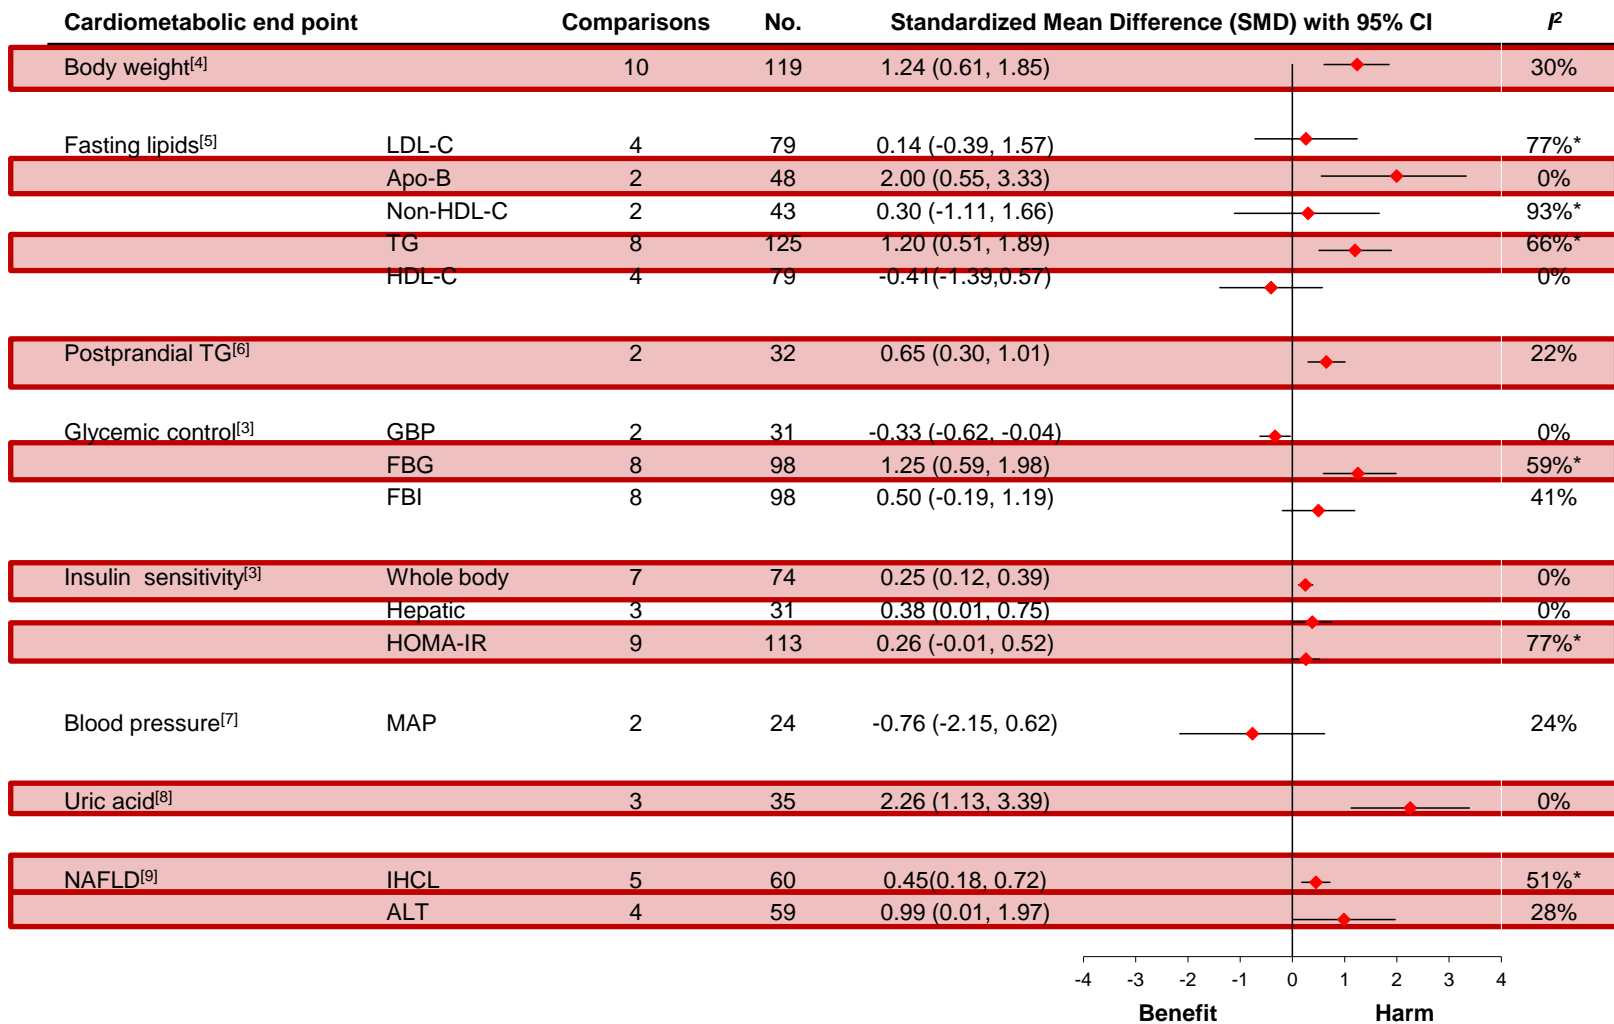 Cardiometabolic end point Comparisons No. Standardized Mean Difference (SMD) with 95% CI I²
Body weight[4] 10 119 1.24 (0.61, 1.85) 30%
Fasting lipids[5] LDL-C 4 79 0.14 (-0.39, 1.57) 77%*
Apo-B 2 48 2.00 (0.55, 3.33) 0%
Non-HDL-C 2 43 0.30 (-1.11, 1.66) 93%*
TG 8 125 1.20 (0.51, 1.89) 66%*
HDL-C 4 79 -0.41(-1.39,0.57) 0%
Postprandial TG[6] 2 32 0.65 (0.30, 1.01) 22%
Glycemic control[3] GBP 2 31 -0.33 (-0.62, -0.04) 0%
FBG 8 98 1.25 (0.59, 1.98) 59%*
FBI 8 98 0.50 (-0.19, 1.19) 41%
Insulin sensitivity[3] Whole body 7 74 0.25 (0.12, 0.39) 0%
Hepatic 3 31 0.38 (0.01, 0.75) 0%
HOMA-IR 9 113 0.26 (-0.01, 0.52) 77%*
Blood pressure[7] MAP 2 24 -0.76 (-2.15, 0.62) 24%
Uric acid[8] 3 35 2.26 (1.13, 3.39) 0%
NAFLD[9] IHCL 5 60 0.45(0.18, 0.72) 51%*
ALT 4 59 0.99 (0.01, 1.97) 28%
-4 -3 -2 -1 0 1 2 3 4
Benefit Harm